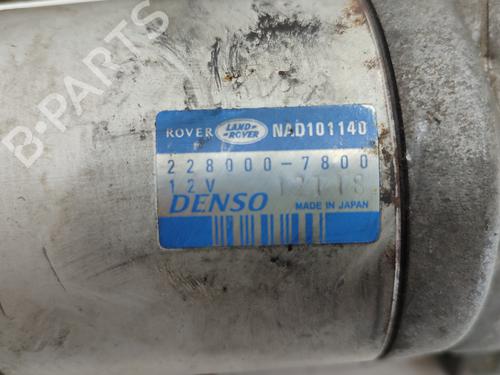 B-PARTS
ROVER LAND-ROVER NAD101140
228000-7800
12V
DENSO MADE IN JAPAN